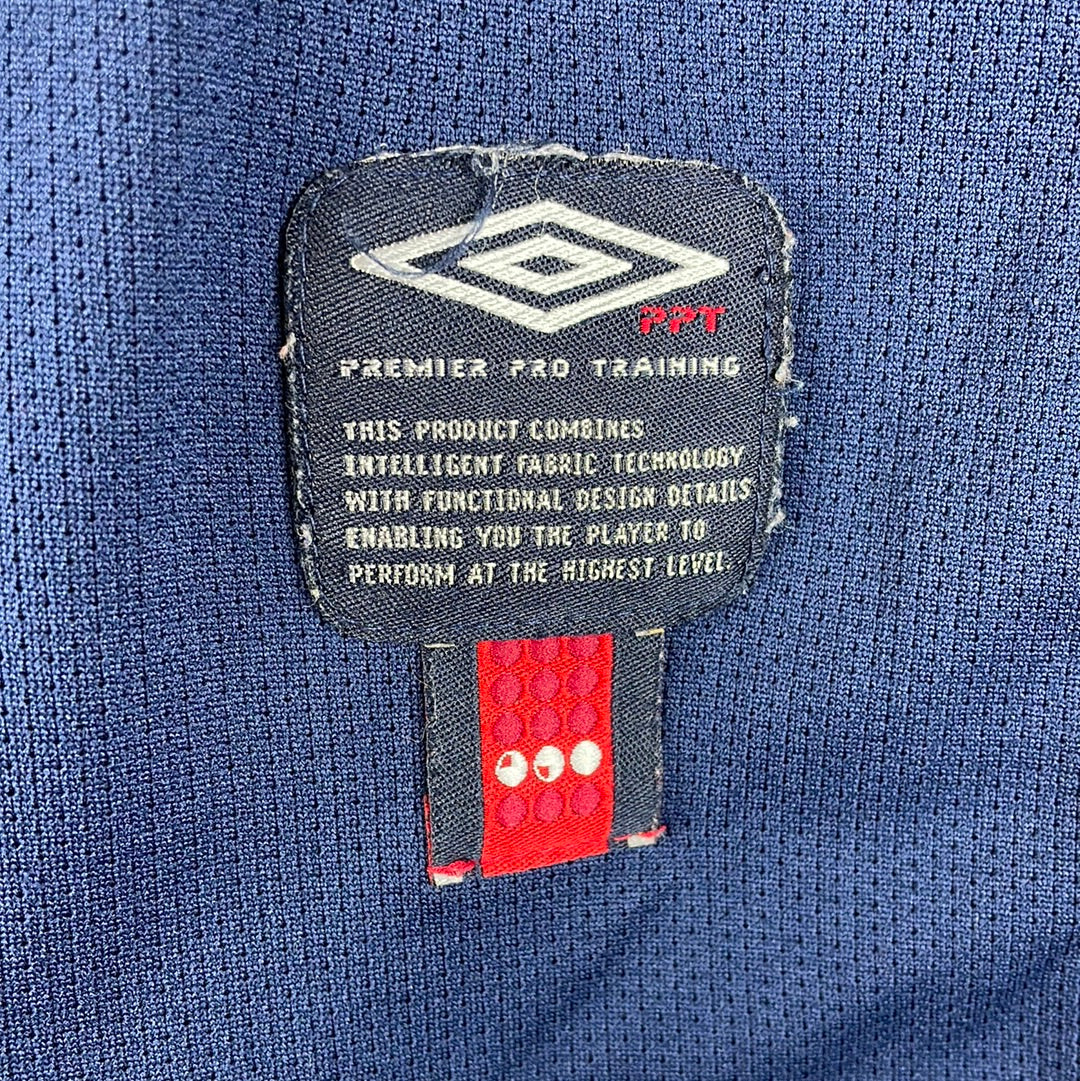 PPT
PREMIER PRO TRAINING
THIS PRODUCT COMBINES
INTELLIGENT FABRIC TECHNOLOGY
WITH FUNCTIONAL DESIGN DETAILS
ENABLING YOU THE PLAYER TO
PERFORM AT THE HIGHEST LEVEL.